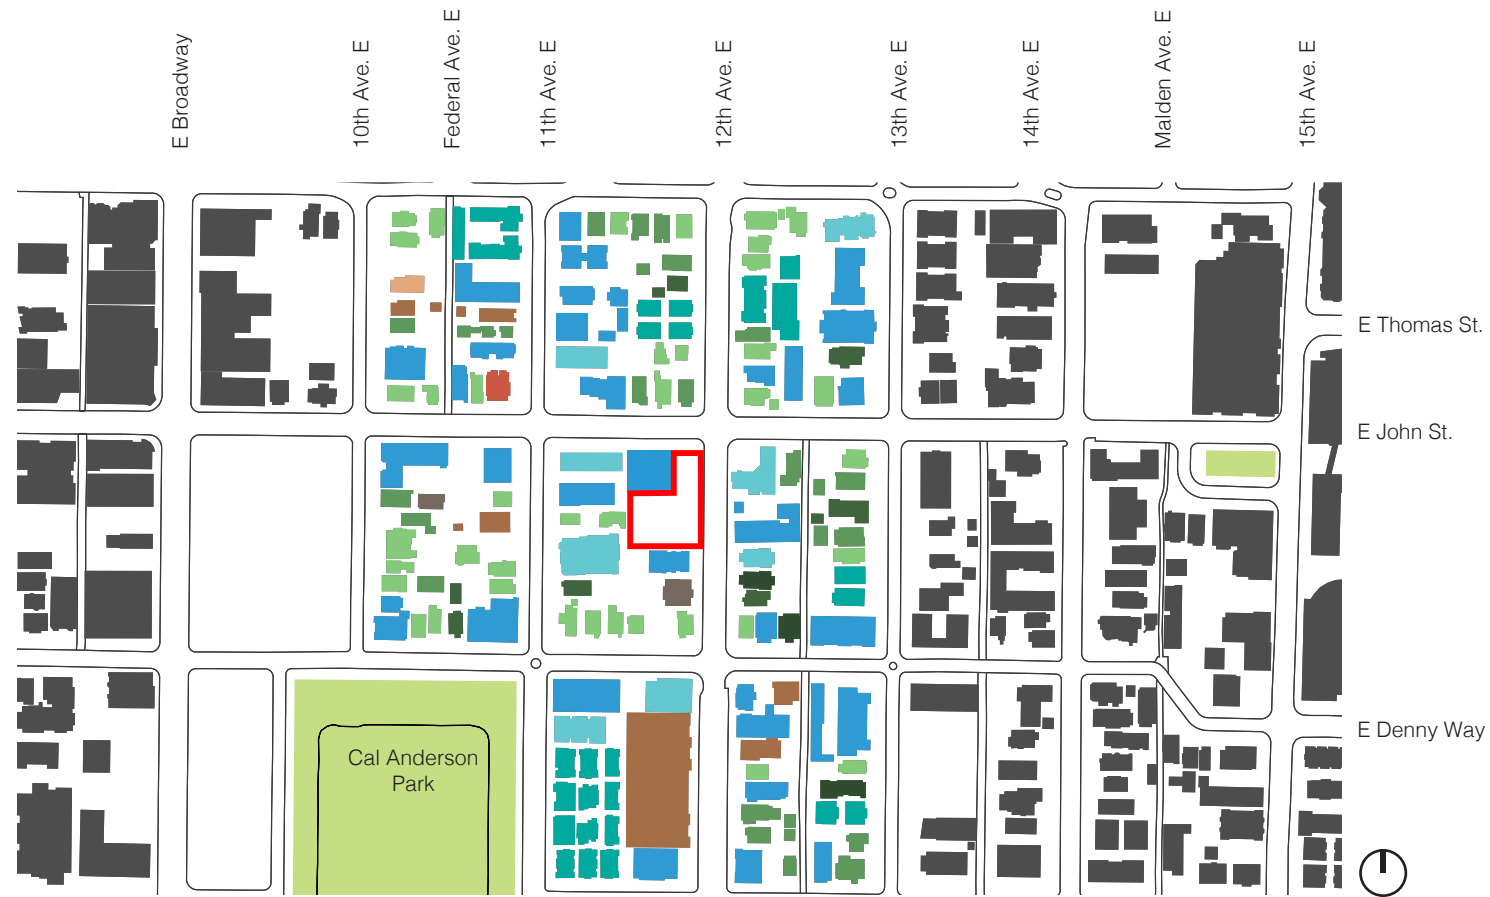 E Broadway
10th Ave. E
Federal Ave. E
11th Ave. E
12th Ave. E
13th Ave. E
14th Ave. E
Malden Ave. E
15th Ave. E
E Thomas St.
E John St.
E Denny Way
Cal Anderson
Park